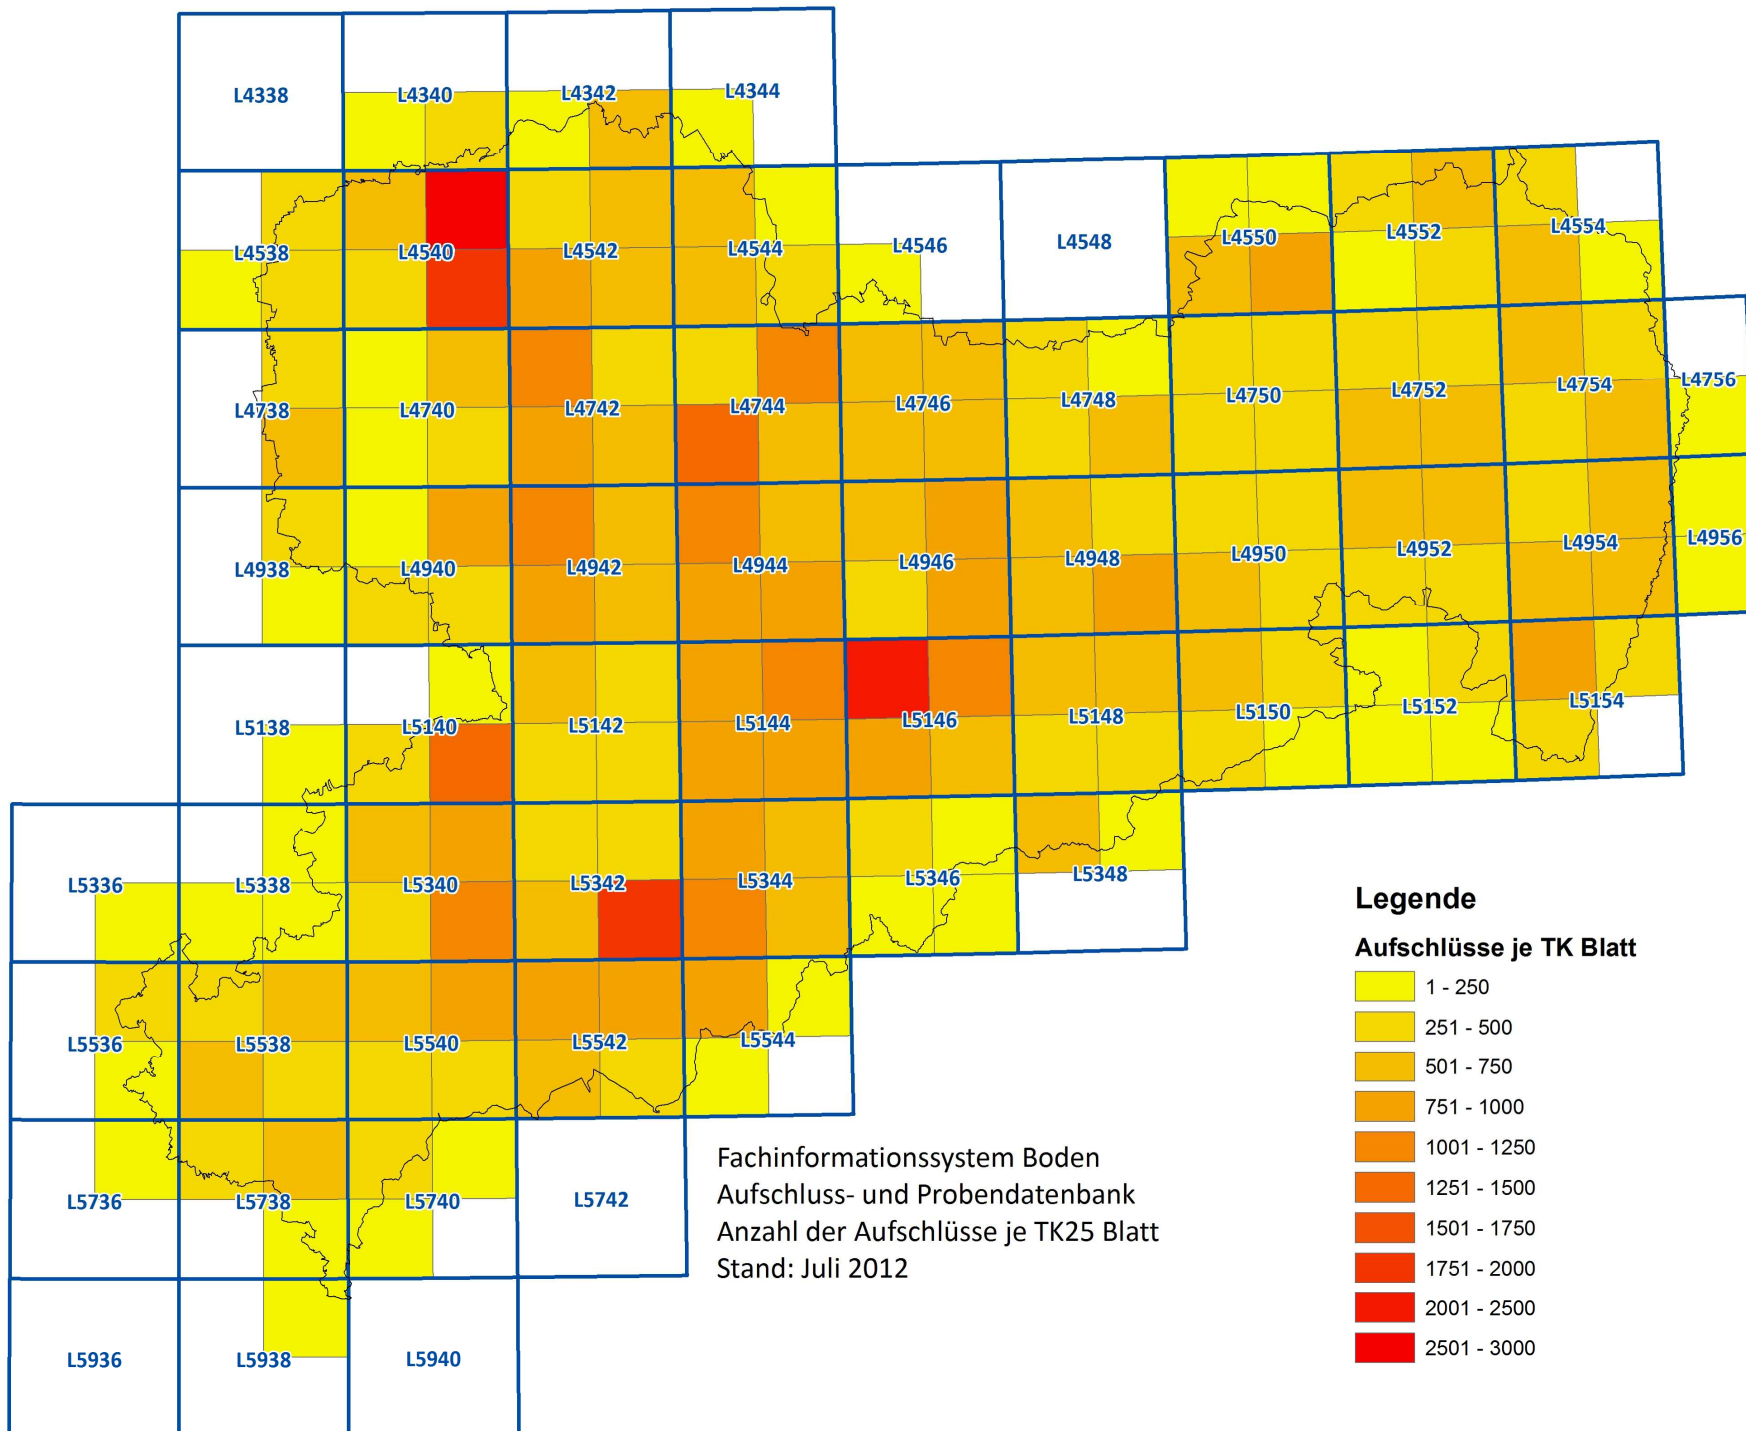 L4338
L4340
L4342
L4344
L4538
L4540
L4542
L4544
L4546
L4548
L4550
L4552
L4554
L4738
L4740
L4742
L4744
L4746
L4748
L4750
L4752
L4754
L4756
L4938
L4940
L4942
L4944
L4946
L4948
L4950
L4952
L4954
L4956
L5138
L5140
L5142
L5144
L5146
L5148
L5150
L5152
L5154
L5336
L5338
L5340
L5342
L5344
L5346
L5348
L5536
L5538
L5540
L5542
L5544
L5736
L5738
L5740
L5742
L5936
L5938
L5940
Fachinformationssystem Boden
Aufschluss- und Probendatenbank
Anzahl der Aufschlüsse je TK25 Blatt
Stand: Juli 2012
Legende
Aufschlüsse je TK Blatt
1 - 250
251 - 500
501 - 750
751 - 1000
1001 - 1250
1251 - 1500
1501 - 1750
1751 - 2000
2001 - 2500
2501 - 3000